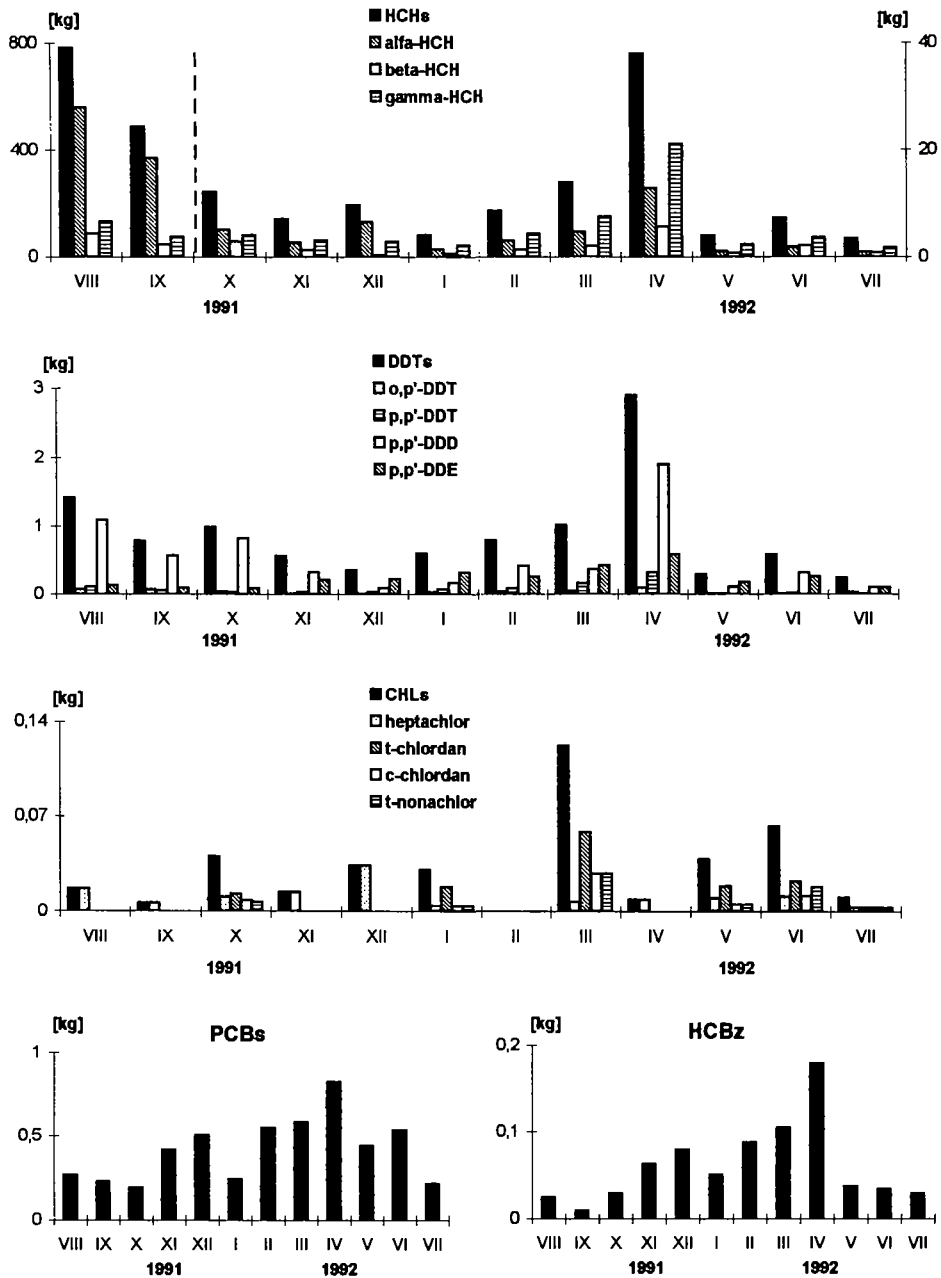 [kg]
HCHs
alfa-HCH
beta-HCH
gamma-HCH
[kg]
800
400
0
40
20
0
VIII IX X XI XII I II III IV V VI VII
1991 1992
[kg]
DDTs
o,p'-DDT
p,p'-DDT
p,p'-DDD
p,p'-DDE
3
2
1
0
VIII IX X XI XII I II III IV V VI VII
1991 1992
[kg]
CHLs
heptachlor
t-chlordan
c-chlordan
t-nonachlor
0,14
0,07
0
VIII IX X XI XII I II III IV V VI VII
1991 1992
[kg]
PCBs
1
0,5
0
VIII IX X XI XII I II III IV V VI VII
1991 1992
[kg]
HCBz
0,2
0,1
0
VIII IX X XI XII I II III IV V VI VII
1991 1992